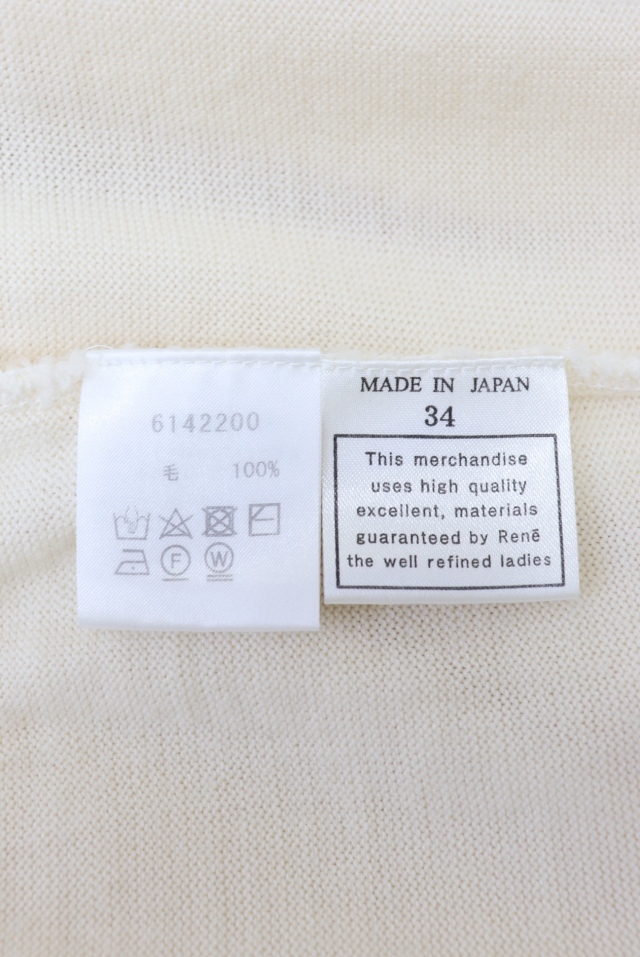 6142200
毛 100%
F W
MADE IN JAPAN
34
This merchandise
uses high quality
excellent, materials
guaranteed by René
the well refined ladies